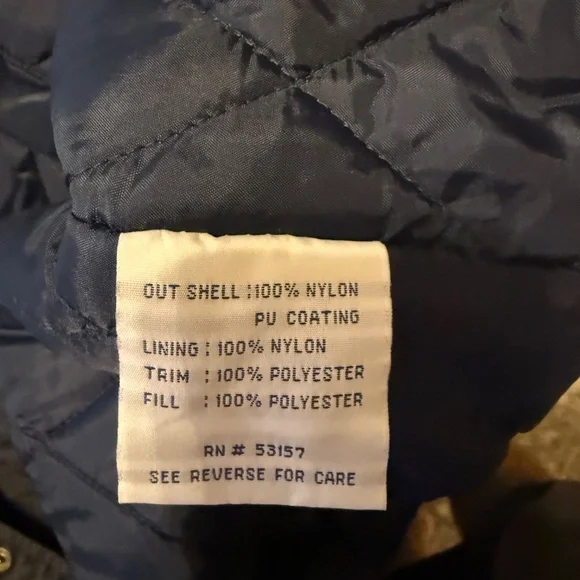 OUT SHELL : 100% NYLON
PU COATING
LINING : 100% NYLON
TRIM : 100% POLYESTER
FILL : 100% POLYESTER
RN # 53157
SEE REVERSE FOR CARE